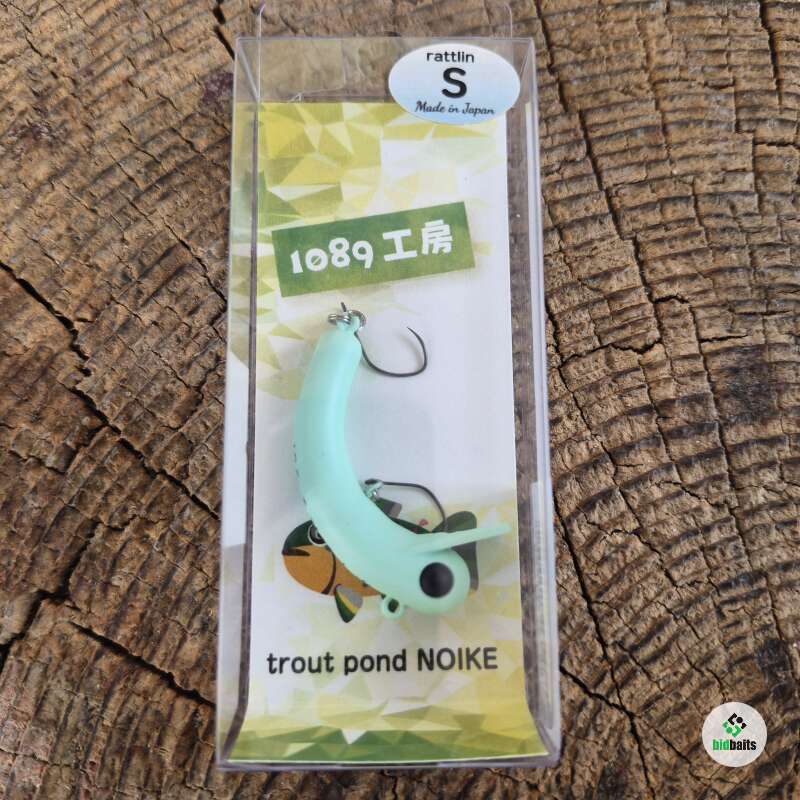 rattlin
S
Made in Japan
1089 工房
trout pond NOIKE
bidbaits